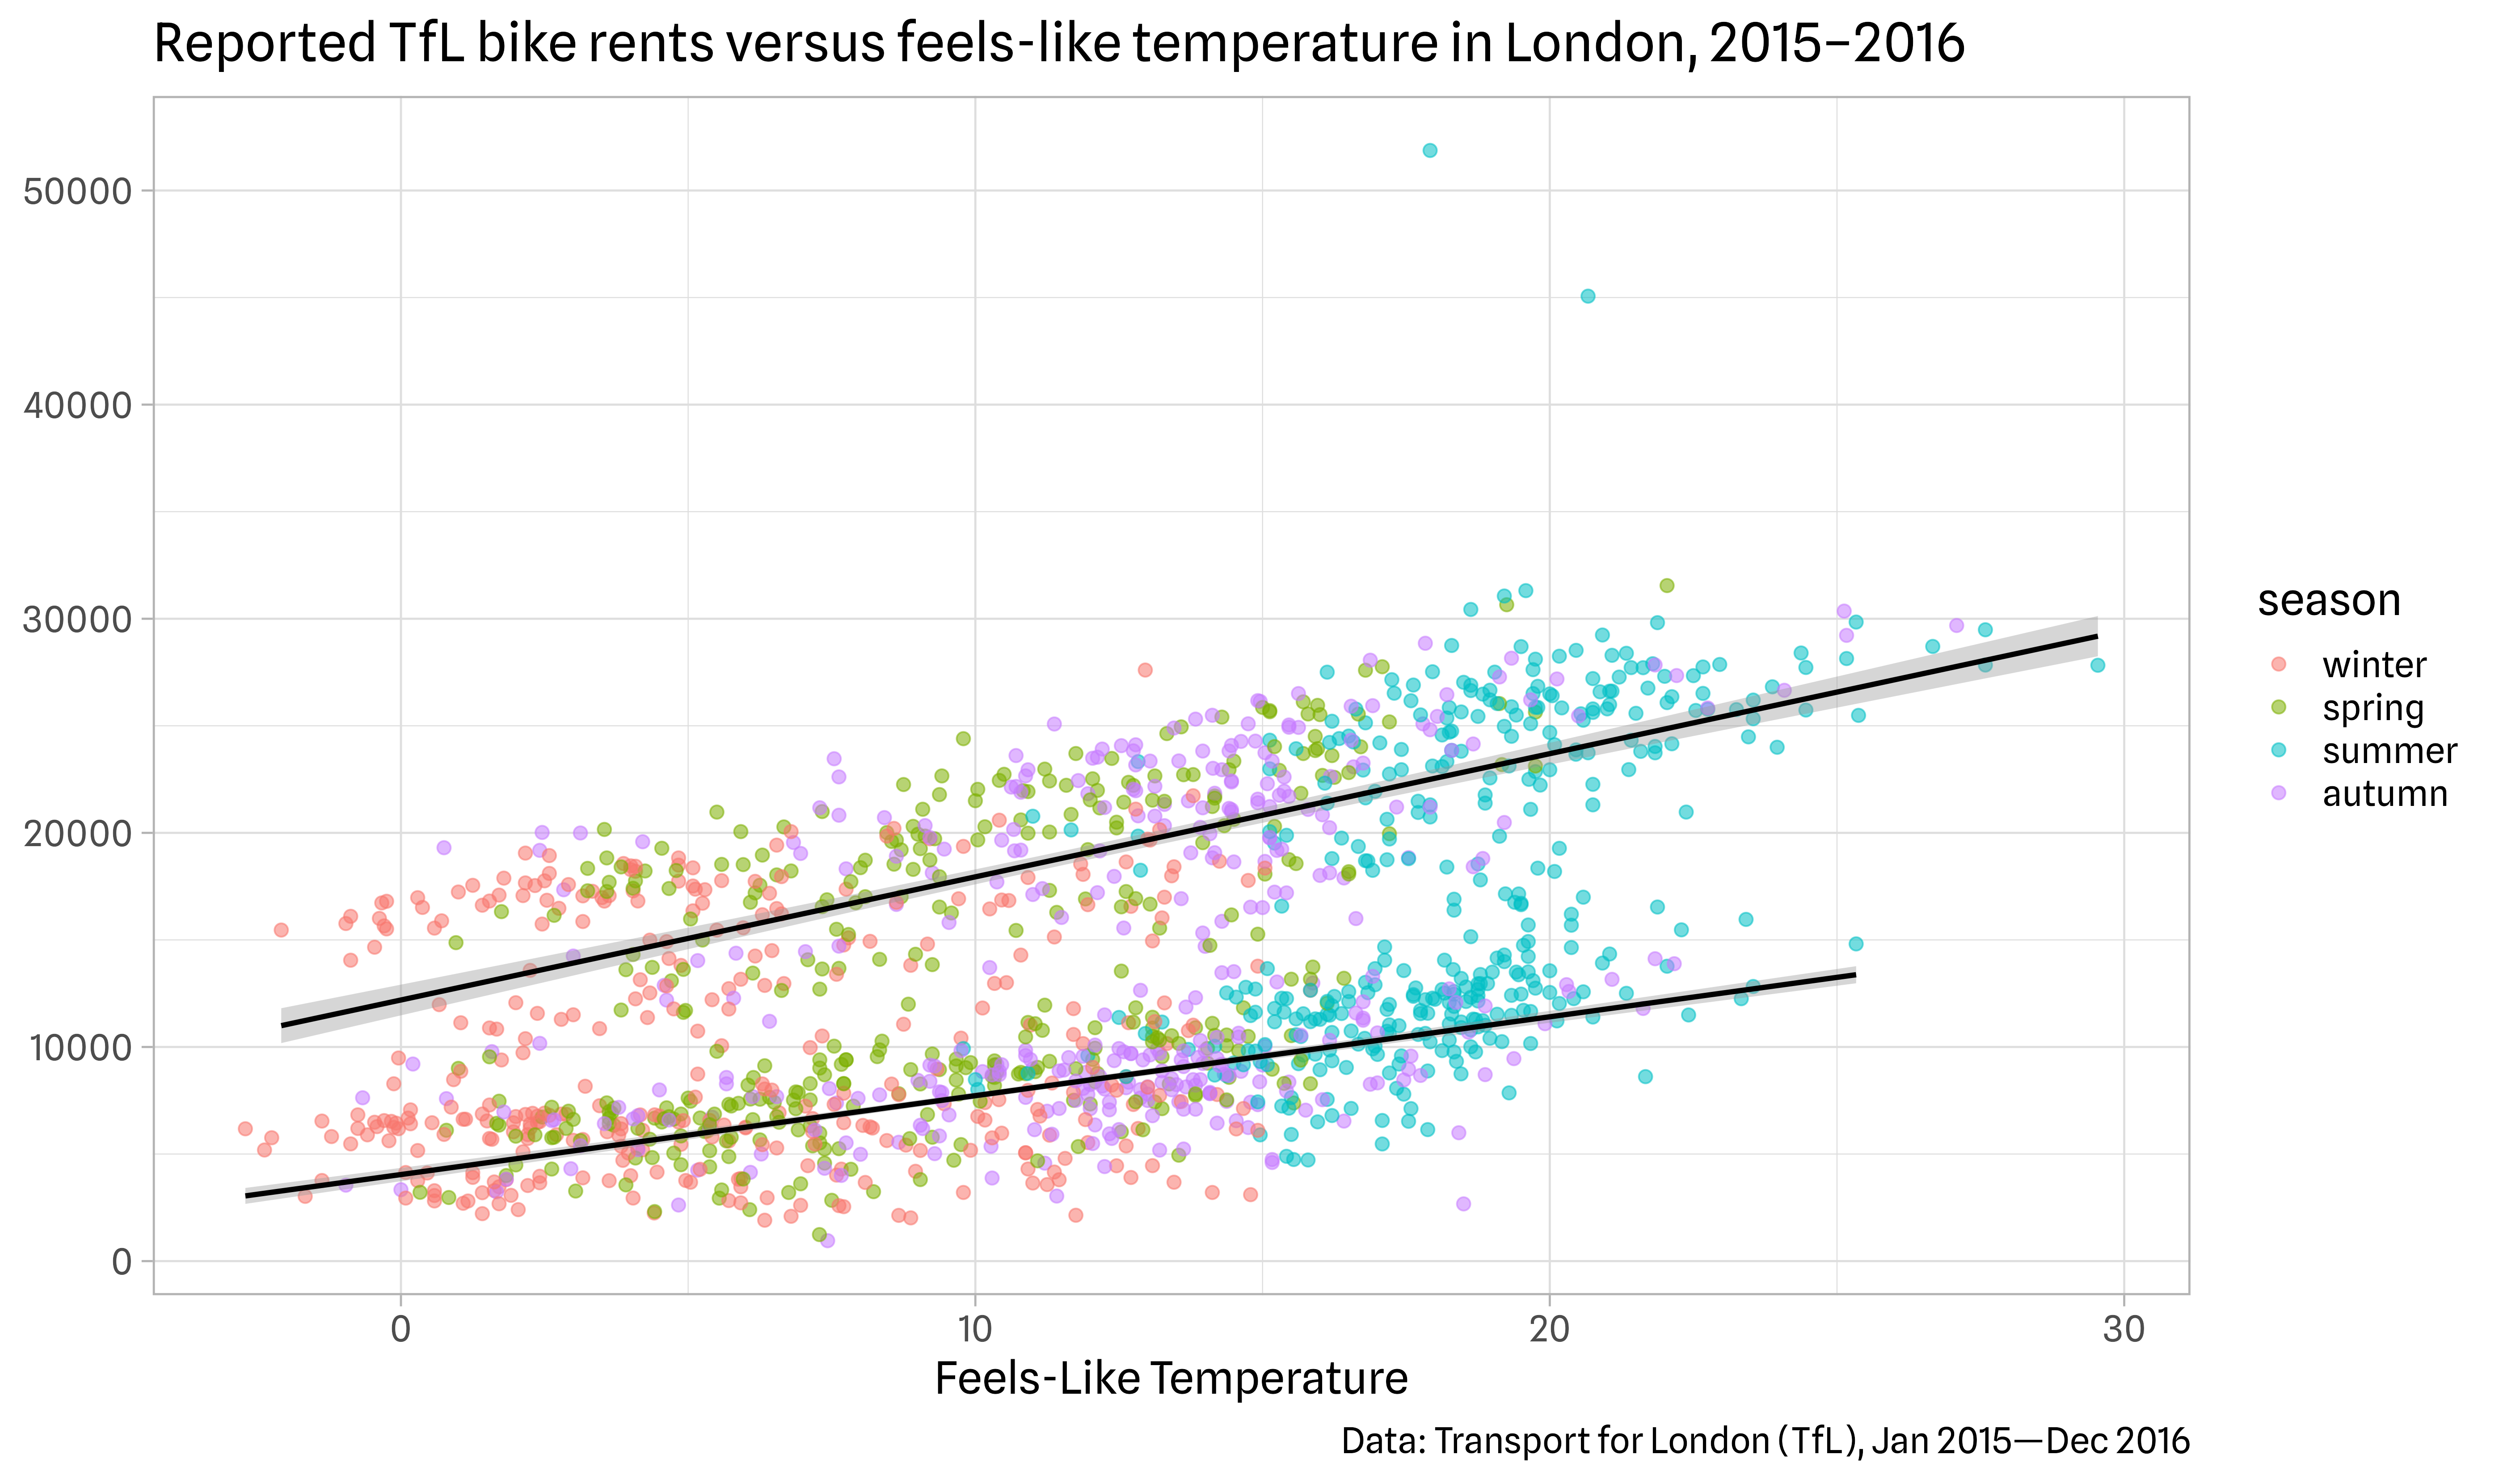 Reported TfL bike rents versus feels-like temperature in London, 2015–2016
50000
40000
30000
20000
10000
0
0 10 20 30
Feels-Like Temperature
season
winter
spring
summer
autumn
Data: Transport for London (TfL), Jan 2015—Dec 2016